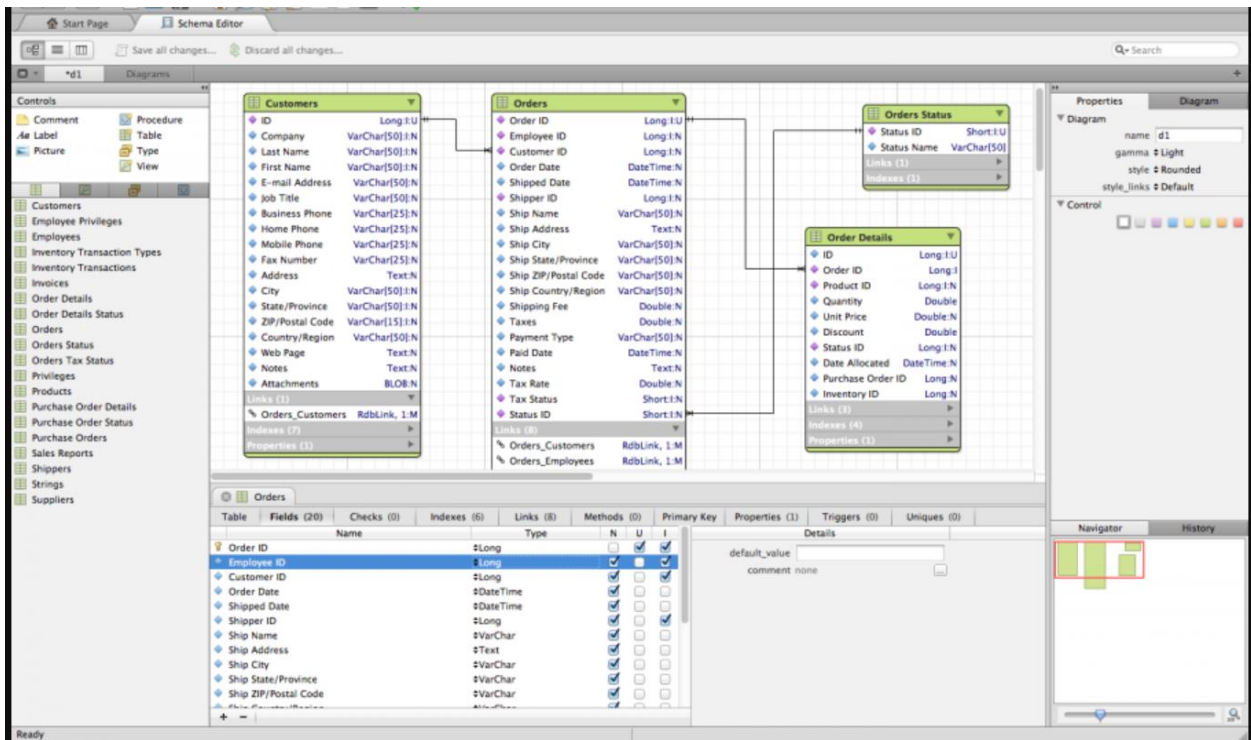 Start Page
Schema Editor
Save all changes...
Discard all changes...
Search
*d1
Diagrams
Controls
Comment
Procedure
Label
Table
Picture
Type
View
Customers
Employee Privileges
Employees
Inventory Transaction Types
Inventory Transactions
Invoices
Order Details
Order Details Status
Orders
Orders Status
Orders Tax Status
Privileges
Products
Purchase Order Details
Purchase Order Status
Purchase Orders
Sales Reports
Shippers
Strings
Suppliers
Customers
ID Long:I:U
Company VarChar[50]:I:N
Last Name VarChar[50]:I:N
First Name VarChar[50]:I:N
E-mail Address VarChar[50]:N
Job Title VarChar[50]:N
Business Phone VarChar[25]:N
Home Phone VarChar[25]:N
Mobile Phone VarChar[25]:N
Fax Number VarChar[25]:N
Address Text:N
City VarChar[50]:I:N
State/Province VarChar[50]:I:N
ZIP/Postal Code VarChar[15]:I:N
Country/Region VarChar[50]:N
Web Page Text:N
Notes Text:N
Attachments BLOB:N
Links (1)
Orders_Customers RdbLink, 1:M
Indexes (7)
Properties (1)
Orders
Order ID Long:I:U
Employee ID Long:I:N
Customer ID Long:I:N
Order Date DateTime:N
Shipped Date DateTime:N
Shipper ID Long:I:N
Ship Name VarChar[50]:N
Ship Address Text:N
Ship City VarChar[50]:N
Ship State/Province VarChar[50]:N
Ship ZIP/Postal Code VarChar[50]:N
Ship Country/Region VarChar[50]:N
Shipping Fee Double:N
Taxes Double:N
Payment Type VarChar[50]:N
Paid Date DateTime:N
Notes Text:N
Tax Rate Double:N
Tax Status Short:I:N
Status ID Short:I:N
Links (8)
Orders_Customers RdbLink, 1:M
Orders_Employees RdbLink, 1:M
Orders Status
Status ID Short:I:U
Status Name VarChar[50]
Links (1)
Indexes (1)
Order Details
ID Long:I:U
Order ID Long:I
Product ID Long:I:N
Quantity Double
Unit Price Double
Discount Double
Status ID Long:I:N
Date Allocated DateTime:N
Purchase Order ID Long:N
Inventory ID Long:N
Links (3)
Indexes (4)
Properties (1)
Properties
Diagram
Diagram
name d1
gamma Light
style Rounded
style_links Default
Control
Orders
Table Fields (20) Checks (0) Indexes (6) Links (8) Methods (0) Primary Key Properties (1) Triggers (0) Uniques (0)
Name Type N U I Details
Order ID Long
Employee ID Long
Customer ID Long
Order Date DateTime
Shipped Date DateTime
Shipper ID Long
Ship Name VarChar
Ship Address Text
Ship City VarChar
Ship State/Province VarChar
Ship ZIP/Postal Code VarChar
default_value
comment none
...
Navigator
History
Ready